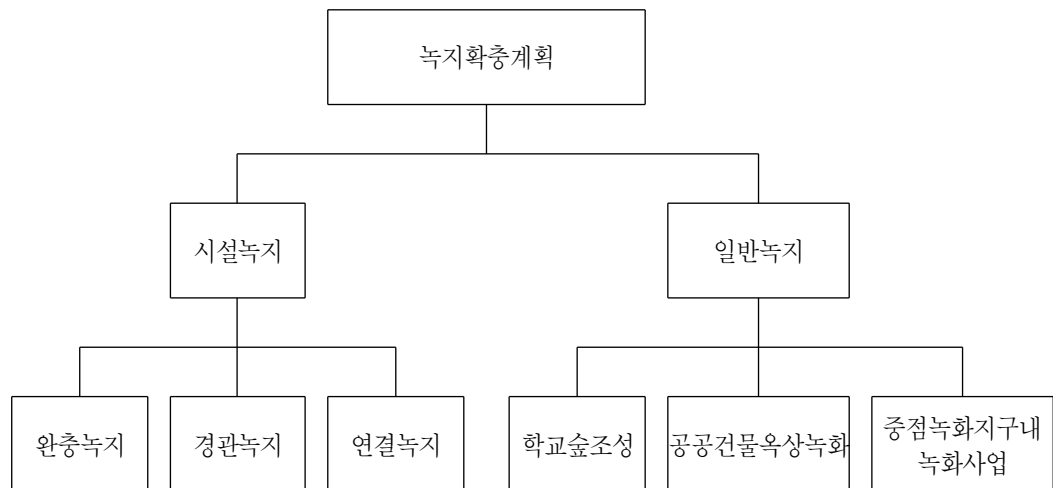 녹지확충계획
시설녹지
일반녹지
완충녹지
경관녹지
연결녹지
학교숲조성
공공건물옥상녹화
중점녹화지구내
녹화사업